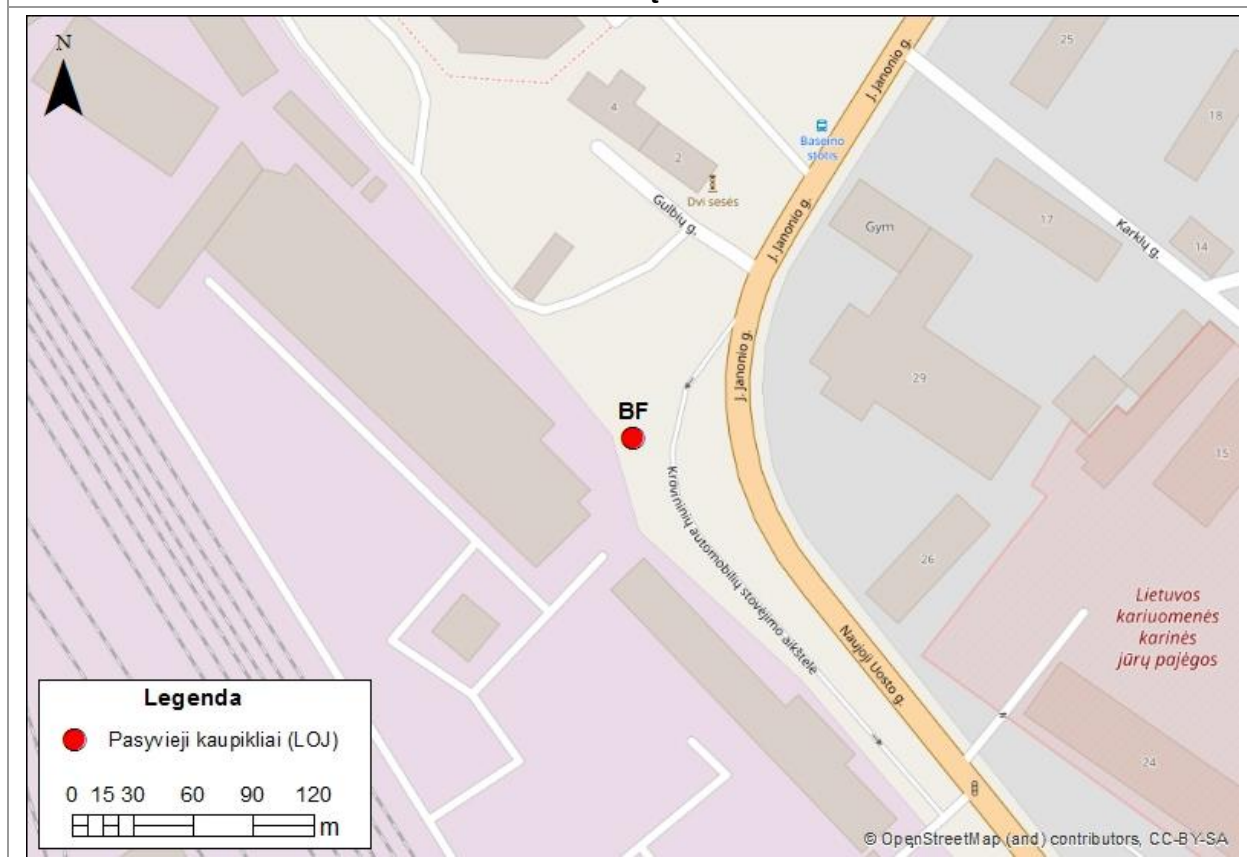 N
25
J. Janonio g.
4
18
Baseino
stotis
2
Dvi sesės
Gulbių g.
J. Janonio g.
Gym
17
Karklų g.
14
J. Janonio g.
29
BF
15
Krovininių automobilių stovėjimo aikštelė
26
Lietuvos
kariuomenės
karinės
jūrų pajėgos
Naujoji Uosto g.
24
Legenda
Pasyvieji kaupikliai (LOJ)
0 15 30 60 90 120
m
© OpenStreetMap (and) contributors, CC-BY-SA